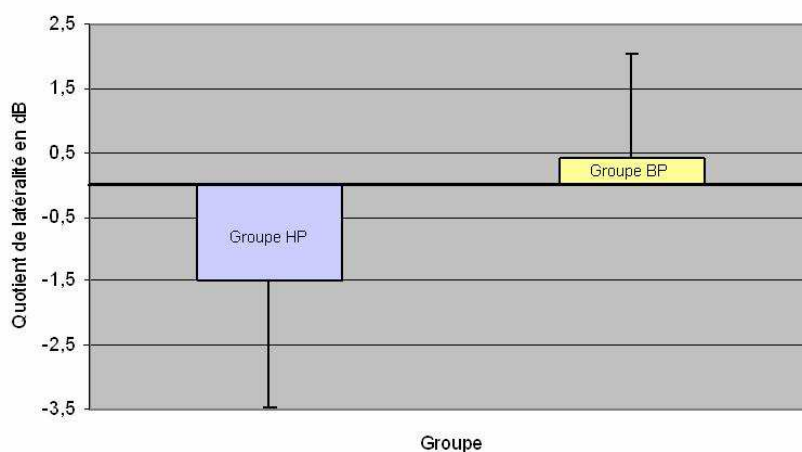 Quotient de latéralité en dB
2,5
1,5
0,5
-0,5
-1,5
-2,5
-3,5
Groupe HP
Groupe BP
Groupe